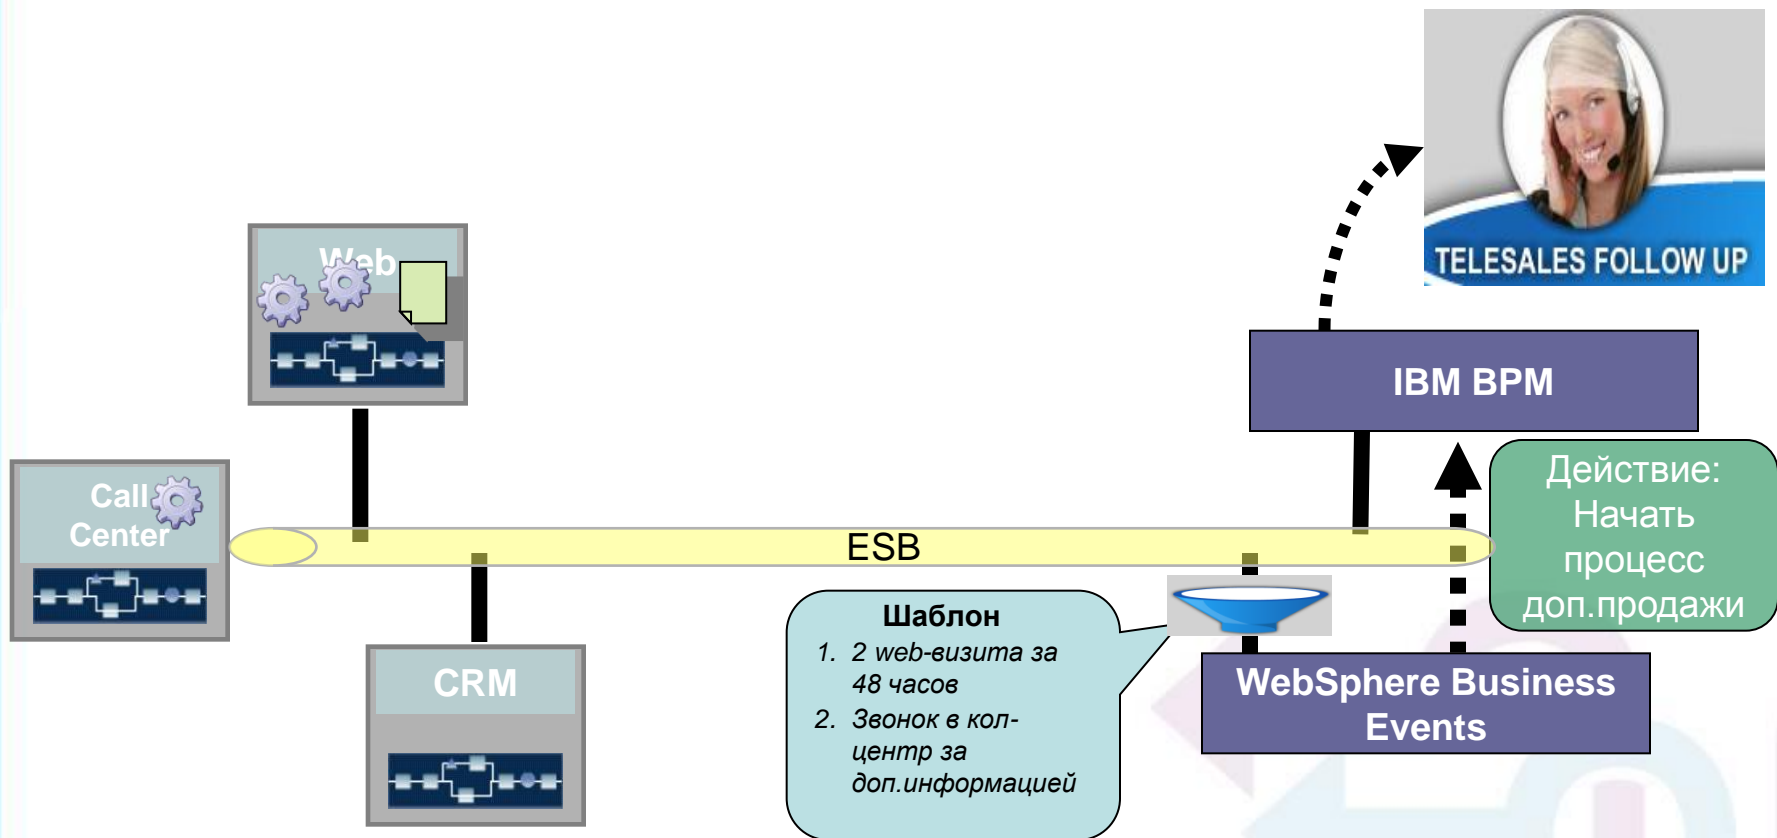 TELESALES FOLLOW UP
Web
IBM BPM
Call
Center
Действие:
Начать
процесс
доп.продажи
ESB
Шаблон
1. 2 web-визита за
48 часов
2. Звонок в кол-
центр за
доп.информацией
CRM
WebSphere Business
Events